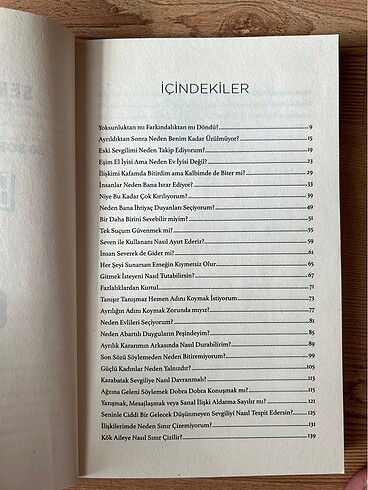 İÇİNDEKİLER
Yoksunluktan mı Farkındalıktan mı Döndü? 9
Ayrıldıktan Sonra Neden Benim Kadar Üzülmüyor? 15
Eski Sevgilimi Neden Takip Ediyorum? 19
Eşim El İyisi Ama Neden Ev İyisi Değil? 23
İlişkimi Kafamda Bitirdim ama Kalbimde de Biter mi? 29
İnsanlar Neden Bana Israr Ediyor? 33
Niye Bu Kadar Çok Kırılıyorum? 39
Neden Bana İhtiyaç Duyanları Seçiyorum? 49
Bir Daha Birini Sevebilir miyim? 51
Tek Suçum Güvenmek mi? 55
Seven ile Kullananı Nasıl Ayırt Ederiz? 59
İnsan Severek de Gider mi? 61
Her Şeyi Sunarsan Emeğin Kıymetsiz Olur 65
Gitmek İsteyeni Nasıl Tutabilirsin? 67
Fazlalıklardan Kurtul 71
Tanışır Tanışmaz Hemen Adını Koymak İstiyorum 73
Ayrılığın Adını Koymak Zorunda mıyız? 77
Neden Evlileri Seçiyorum? 81
Neden Abartılı Duyguların Peşindeyim? 85
Ayrılık Kararımın Arkasında Nasıl Durabilirim? 89
Son Sözü Söylemeden Neden Bitiremiyorum? 99
Güçlü Kadınlar Neden Yalnızdır? 105
Karabatak Sevgiliye Nasıl Davranmalı? 113
Ağzına Geleni Söylemek Dobra Dobra Konuşmak mı? 115
Yazışmak, Mesajlaşmak veya Sanal İlişki Aldatma Sayılır mı? 121
Seninle Ciddi Bir Gelecek Düşünmeyen Sevgiliyi Nasıl Tespit Edersin? 125
İlişkilerimde Neden Sınır Çizemiyorum? 131
Kök Aileye Nasıl Sınır Çizilir? 139